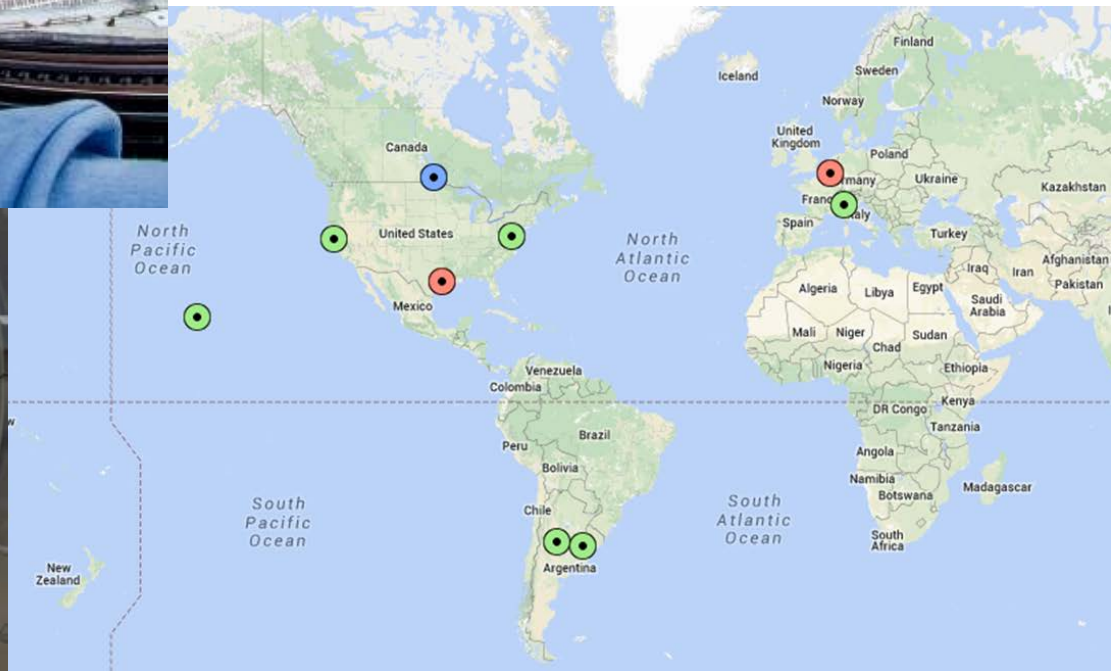 Finland
Sweden
Iceland
Norway
United
Kingdom
Canada
Poland
rmany
Ukraine
Kazakhstan
Franc
aly
North
Pacific
Ocean
United States
Spain
Turkey
North
Atlantic
Ocean
Afghanistan
Iraq
Iran
Pakistan
Algeria
Libya
Egypt
Saudi
Arabia
Mexico
Mali
Niger
Sudan
Chad
Nigeria
Ethiopia
Venezuela
Colombia
Kenya
DR Congo
Tanzania
Peru
Brazil
Angola
Bolivia
Namibia
Botswana
Madagascar
South
Pacific
Ocean
Chile
South
Atlantic
Ocean
South
Africa
New
Zealand
Argentina